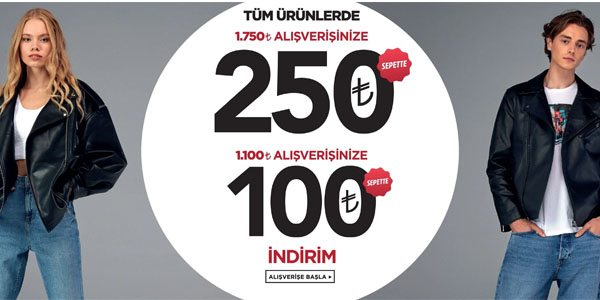 TÜM ÜRÜNLERDE
1.750₺ ALIŞVERİŞİNİZE
250₺
SEPETTE
1.100₺ ALIŞVERİŞİNİZE
100₺
SEPETTE
İNDİRİM
ALIŞVERİŞE BAŞLA ▸